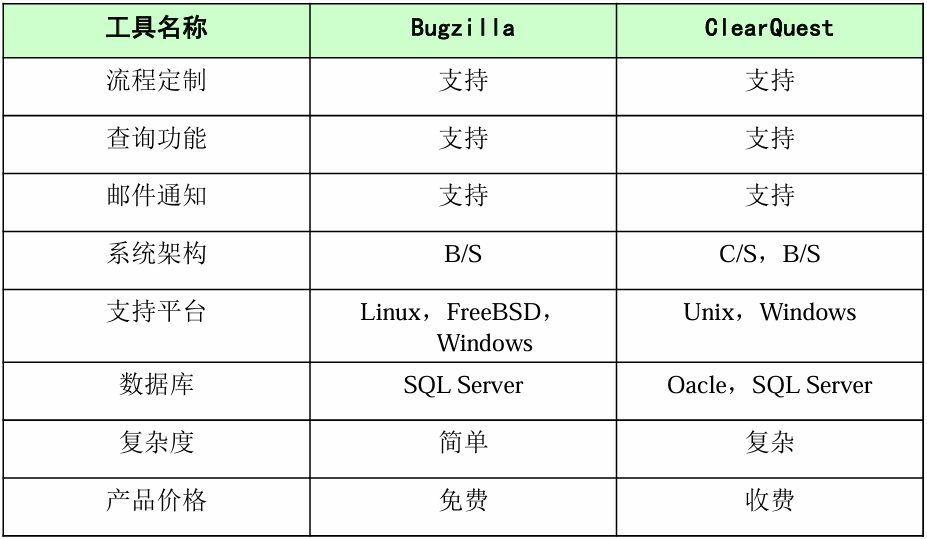 工具名称 Bugzilla ClearQuest
流程定制 支持 支持
查询功能 支持 支持
邮件通知 支持 支持
系统架构 B/S C/S，B/S
支持平台 Linux，FreeBSD， Unix，Windows
Windows
数据库 SQL Server Oacle，SQL Server
复杂度 简单 复杂
产品价格 免费 收费